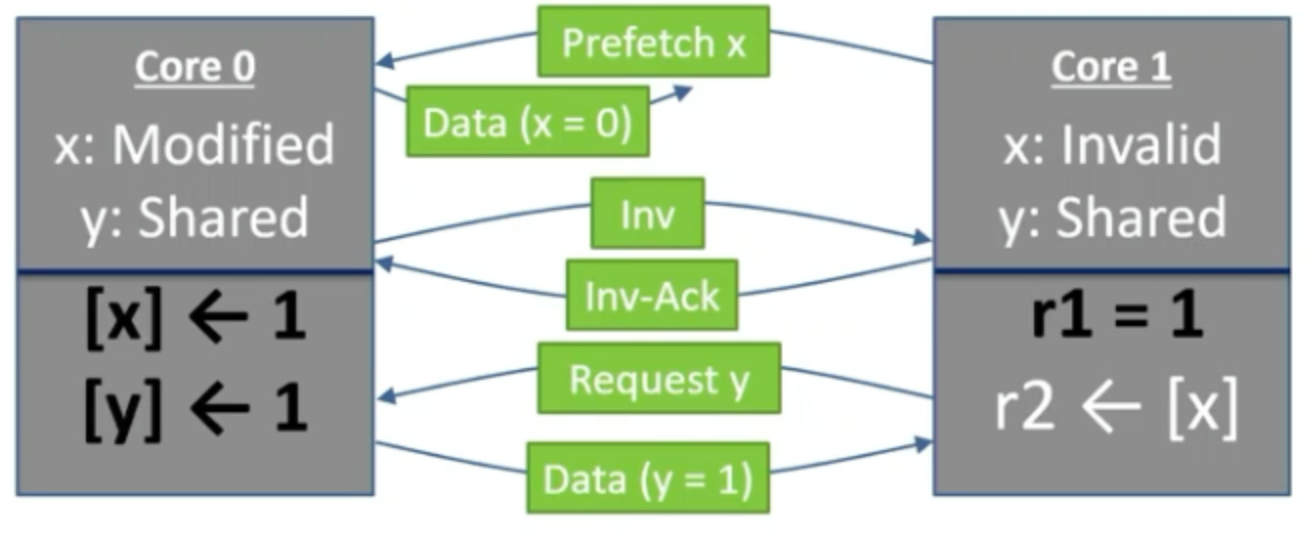 Core 0
x: Modified
y: Shared
[x] ← 1
[y] ← 1
Prefetch x
Data (x = 0)
Inv
Inv-Ack
Request y
Data (y = 1)
Core 1
x: Invalid
y: Shared
r1 = 1
r2 ← [x]